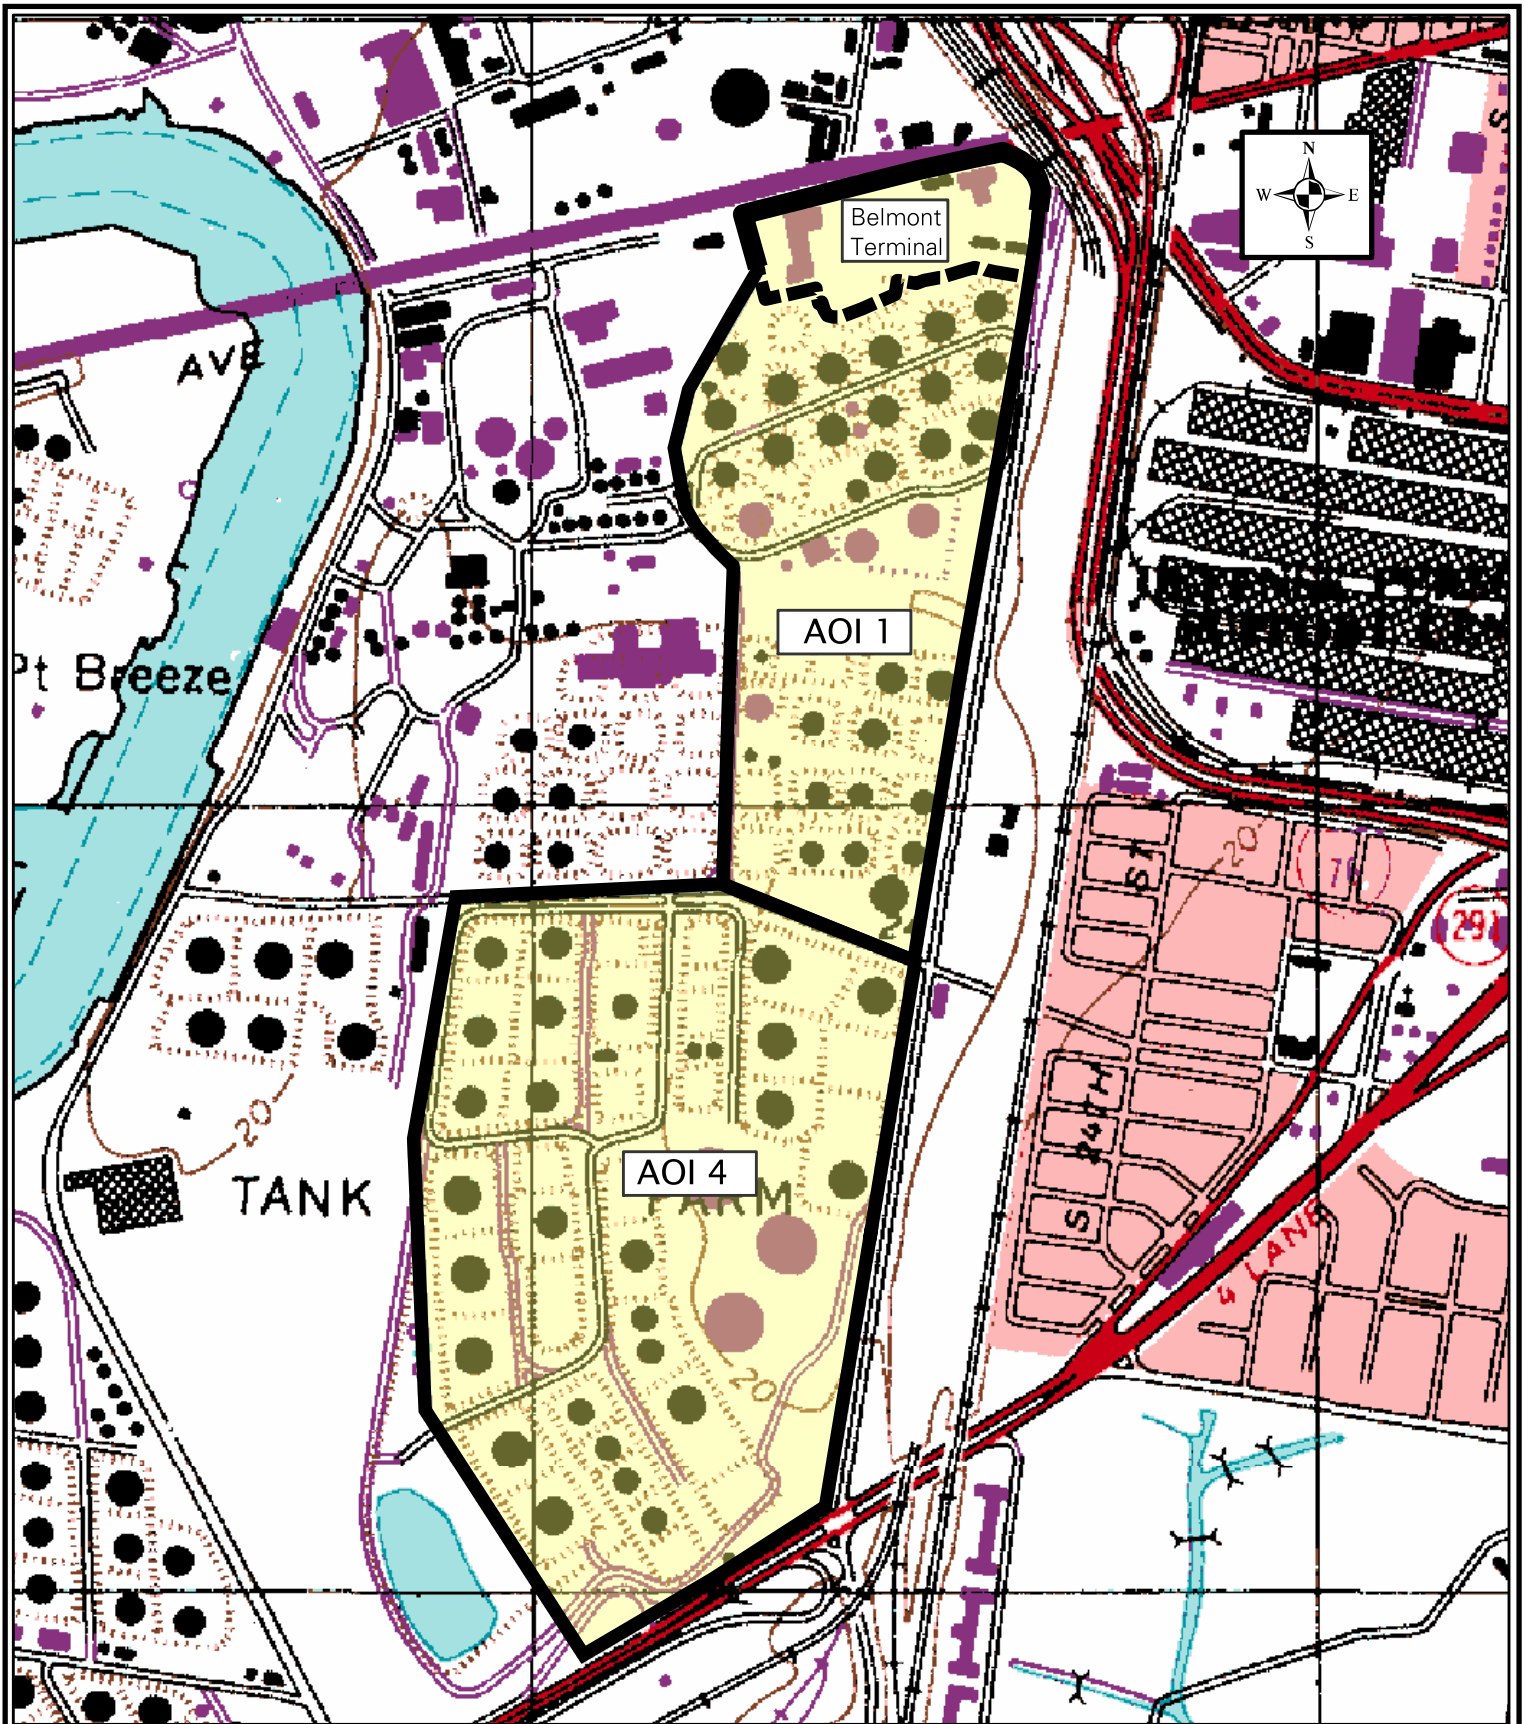 N
W E
S
Belmont
Terminal
AVE
AOI 1
Pt Breeze
20
76
ST
291
24TH
20
AOI 4
TANK
FARM
S
4 LANE
20